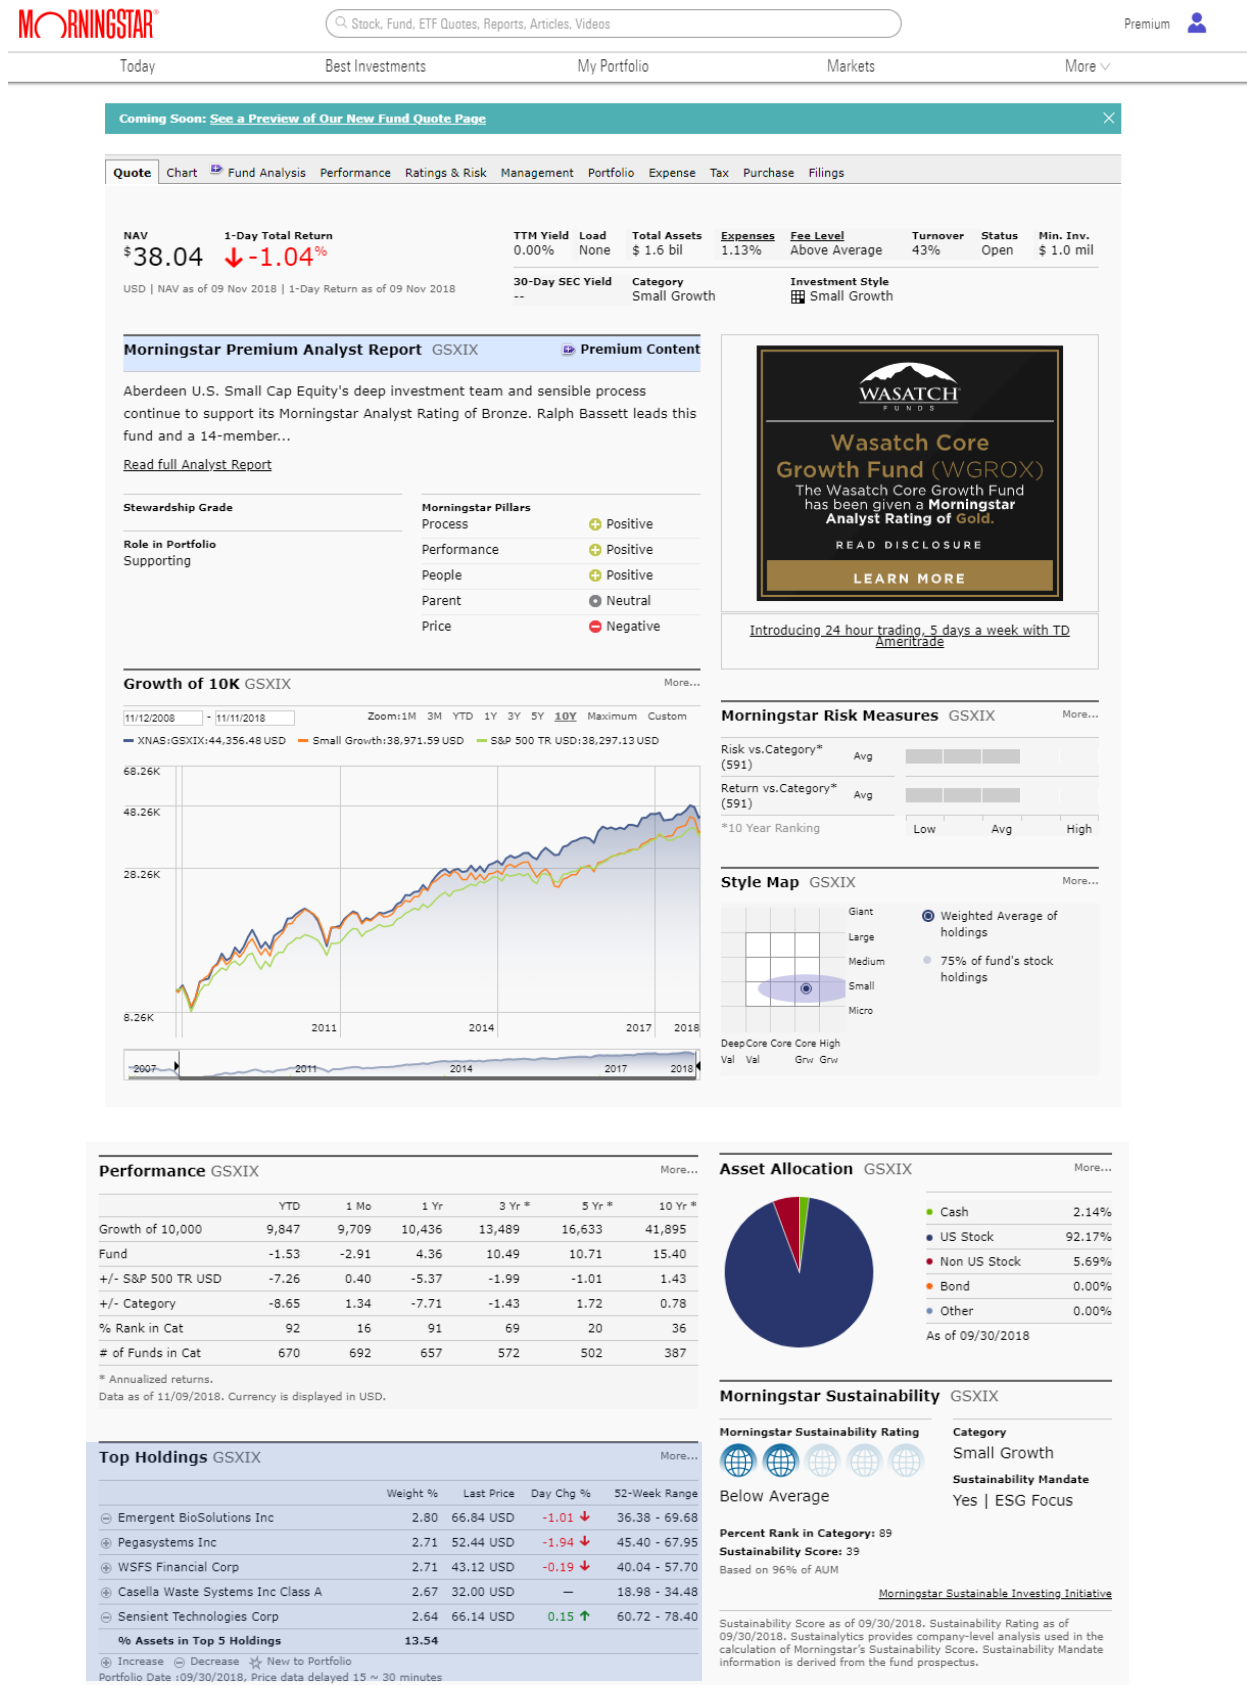 MORNINGSTAR®
Stock, Fund, ETF Quotes, Reports, Articles, Videos
Premium
Today Best Investments My Portfolio Markets More
Coming Soon: See a Preview of Our New Fund Quote Page
Quote Chart Fund Analysis Performance Ratings & Risk Management Portfolio Expense Tax Purchase Filings
NAV 1-Day Total Return
$38.04 -1.04%
USD | NAV as of 09 Nov 2018 | 1-Day Return as of 09 Nov 2018
TTM Yield Load Total Assets Expenses Fee Level Turnover Status Min. Inv.
0.00% None $ 1.6 bil 1.13% Above Average 43% Open $ 1.0 mil
30-Day SEC Yield Category Investment Style
-- Small Growth Small Growth
Morningstar Premium Analyst Report GSXIX Premium Content
Aberdeen U.S. Small Cap Equity's deep investment team and sensible process
continue to support its Morningstar Analyst Rating of Bronze. Ralph Bassett leads this
fund and a 14-member...
Read full Analyst Report
Stewardship Grade
Role in Portfolio
Supporting
Morningstar Pillars
Process Positive
Performance Positive
People Positive
Parent Neutral
Price Negative
WASATCH
FUNDS
Wasatch Core
Growth Fund (WGROX)
The Wasatch Core Growth Fund
has been given a Morningstar
Analyst Rating of Gold.
READ DISCLOSURE
LEARN MORE
Introducing 24 hour trading, 5 days a week with TD
Ameritrade
Growth of 10K GSXIX More...
11/12/2008 - 11/11/2018 Zoom: 1M 3M YTD 1Y 3Y 5Y 10Y Maximum Custom
XNAS:GSXIX:44,356.48 USD Small Growth:38,971.59 USD S&P 500 TR USD:38,297.13 USD
68.26K
48.26K
28.26K
8.26K
2011 2014 2017 2018
2007 2011 2014 2017 2018
Morningstar Risk Measures GSXIX More...
Risk vs.Category*
(591) Avg
Return vs.Category*
(591) Avg
*10 Year Ranking Low Avg High
Style Map GSXIX More...
Giant
Large
Medium
Small
Micro
Deep Core Core Core High
Val Val Grw Grw
Weighted Average of
holdings
75% of fund's stock
holdings
Performance GSXIX More...
YTD 1 Mo 1 Yr 3 Yr * 5 Yr * 10 Yr *
Growth of 10,000 9,847 9,709 10,436 13,489 16,633 41,895
Fund -1.53 -2.91 4.36 10.49 10.71 15.40
+/- S&P 500 TR USD -7.26 0.40 -5.37 -1.99 -1.01 1.43
+/- Category -8.65 1.34 -7.71 -1.43 1.72 0.78
% Rank in Cat 92 16 91 69 20 36
# of Funds in Cat 670 692 657 572 502 387
* Annualized returns.
Data as of 11/09/2018. Currency is displayed in USD.
Asset Allocation GSXIX More...
Cash 2.14%
US Stock 92.17%
Non US Stock 5.69%
Bond 0.00%
Other 0.00%
As of 09/30/2018
Top Holdings GSXIX More...
Weight % Last Price Day Chg % 52-Week Range
Emergent BioSolutions Inc 2.80 66.84 USD -1.01 36.38 - 69.68
Pegasystems Inc 2.71 52.44 USD -1.94 45.40 - 67.95
WSFS Financial Corp 2.71 43.12 USD -0.19 40.04 - 57.70
Casella Waste Systems Inc Class A 2.67 32.00 USD — 18.98 - 34.48
Sensient Technologies Corp 2.64 66.14 USD 0.15 60.72 - 78.40
% Assets in Top 5 Holdings 13.54
Increase Decrease New to Portfolio
Portfolio Date :09/30/2018, Price data delayed 15 ~ 30 minutes
Morningstar Sustainability GSXIX
Morningstar Sustainability Rating
Below Average
Category
Small Growth
Sustainability Mandate
Yes | ESG Focus
Percent Rank in Category: 89
Sustainability Score: 39
Based on 96% of AUM
Morningstar Sustainable Investing Initiative
Sustainability Score as of 09/30/2018. Sustainability Rating as of
09/30/2018. Sustainalytics provides company-level analysis used in the
calculation of Morningstar's Sustainability Score. Sustainability Mandate
information is derived from the fund prospectus.